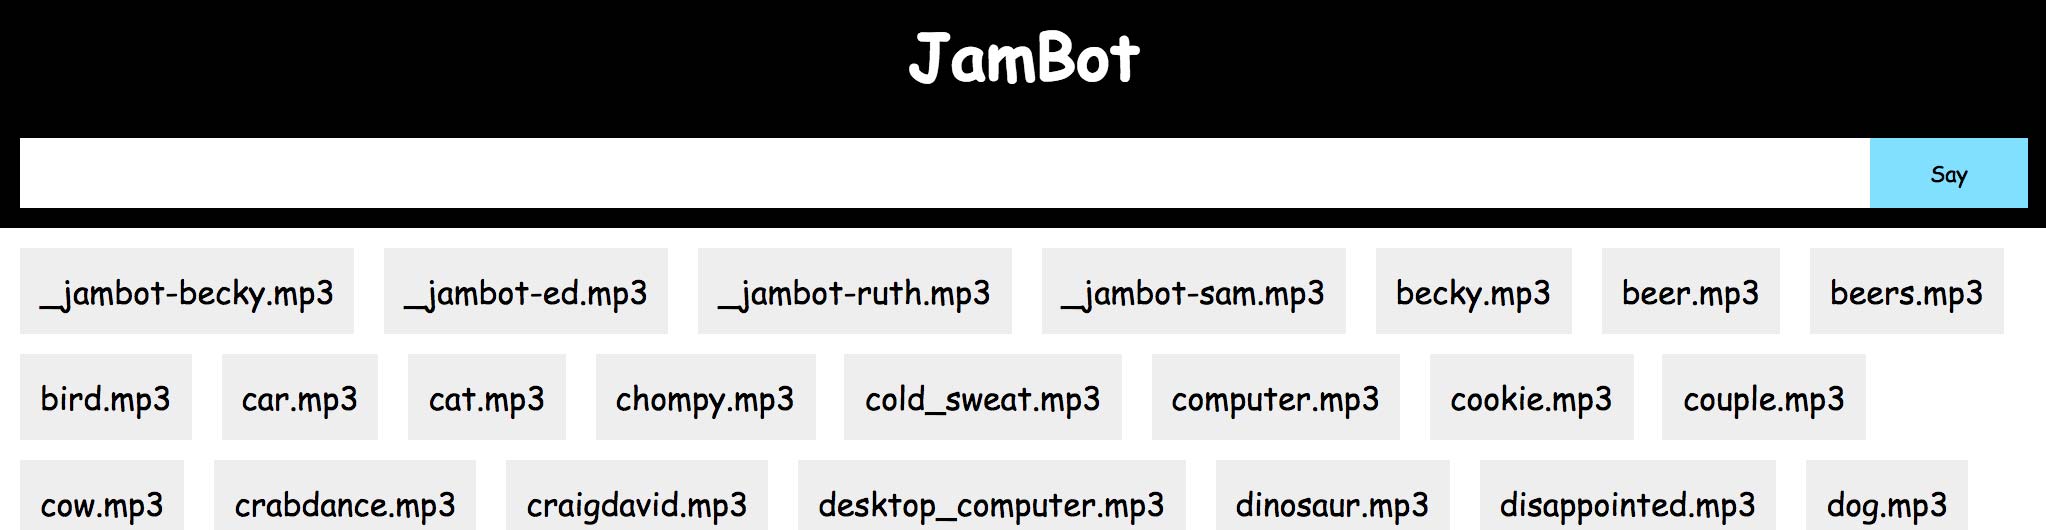 JamBot
Say
_jambot-becky.mp3 _jambot-ed.mp3 _jambot-ruth.mp3 _jambot-sam.mp3 becky.mp3 beer.mp3 beers.mp3
bird.mp3 car.mp3 cat.mp3 chompy.mp3 cold_sweat.mp3 computer.mp3 cookie.mp3 couple.mp3
cow.mp3 crabdance.mp3 craigdavid.mp3 desktop_computer.mp3 dinosaur.mp3 disappointed.mp3 dog.mp3